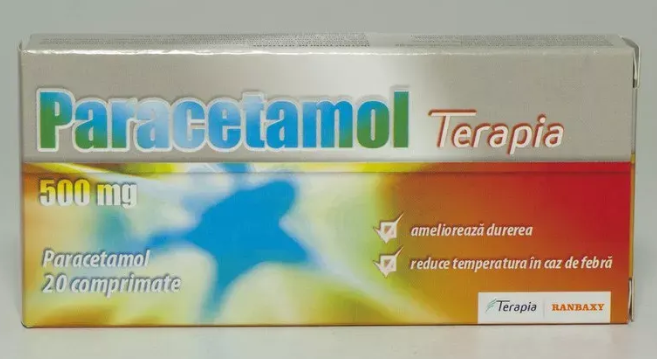 Paracetamol Terapia
500 mg
Paracetamol
20 comprimate
ameliorează durerea
reduce temperatura în caz de febră
Terapia RANBAXY